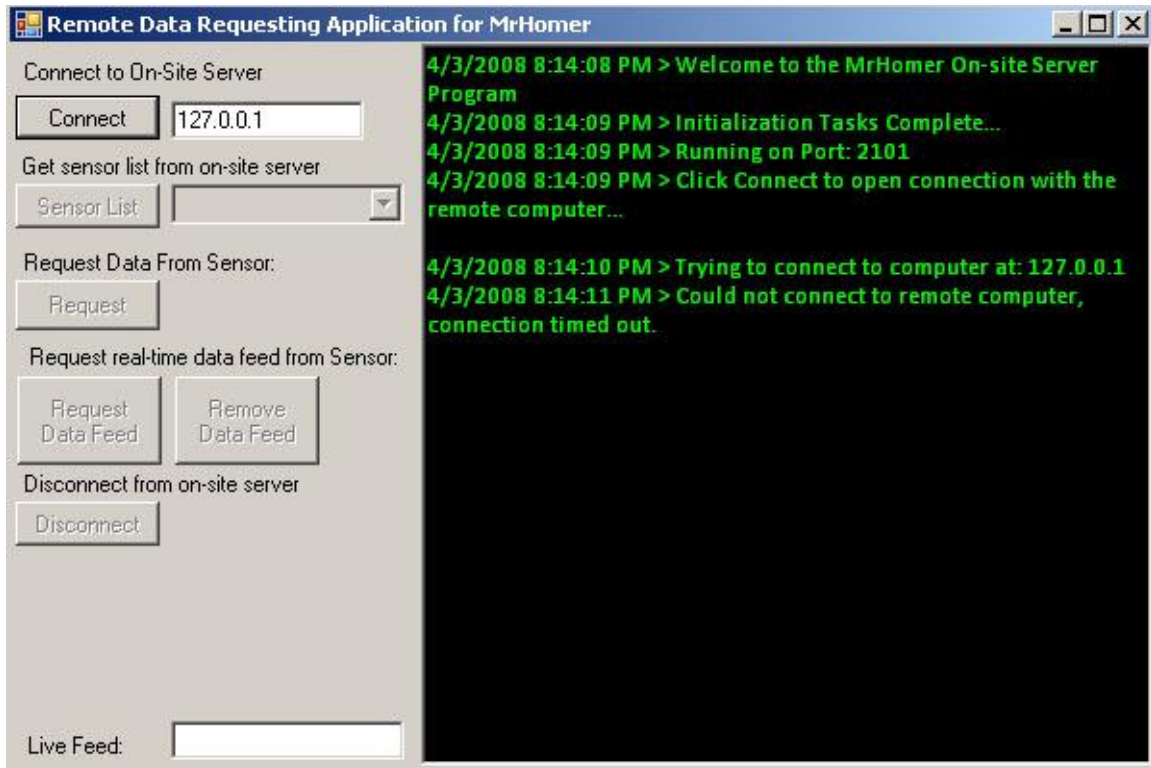 Remote Data Requesting Application for MrHomer
Connect to On-Site Server
Connect
127.0.0.1
Get sensor list from on-site server
Sensor List
Request Data From Sensor:
Request
Request real-time data feed from Sensor:
Request
Data Feed
Remove
Data Feed
Disconnect from on-site server
Disconnect
Live Feed:
4/3/2008 8:14:08 PM > Welcome to the MrHomer On-site Server
Program
4/3/2008 8:14:09 PM > Initialization Tasks Complete...
4/3/2008 8:14:09 PM > Running on Port: 2101
4/3/2008 8:14:09 PM > Click Connect to open connection with the
remote computer...
4/3/2008 8:14:10 PM > Trying to connect to computer at: 127.0.0.1
4/3/2008 8:14:11 PM > Could not connect to remote computer,
connection timed out.